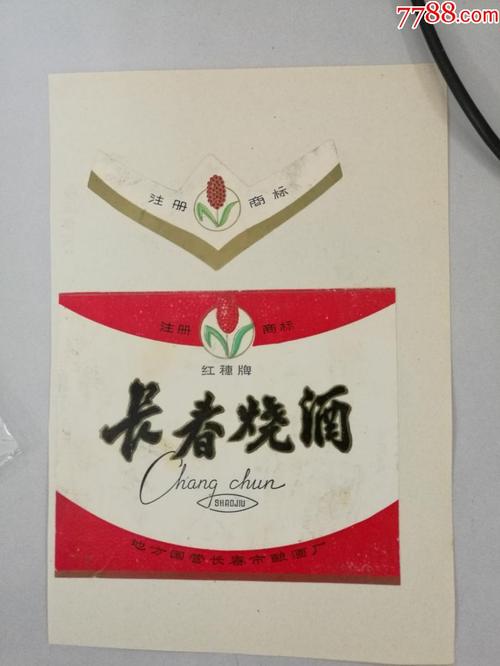 7788.com
注册 商标
注册 商标
红穗牌
长春烧酒
Chang chun
SHAOJIU
地方国营长春市酿酒厂